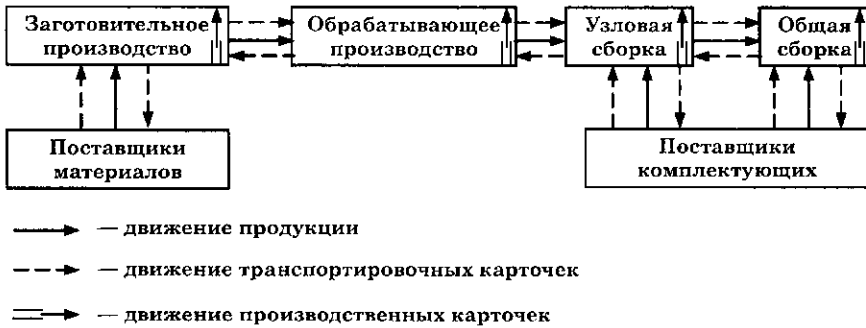 Заготовительное
производство
Обрабатывающее
производство
Узловая
сборка
Общая
сборка
Поставщики
материалов
Поставщики
комплектующих
— движение продукции
— движение транспортировочных карточек
— движение производственных карточек